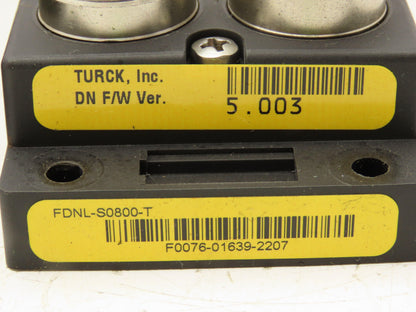 TURCK, Inc.
DN F/W Ver. 5.003
FDNL-S0800-T
F0076-01639-2207